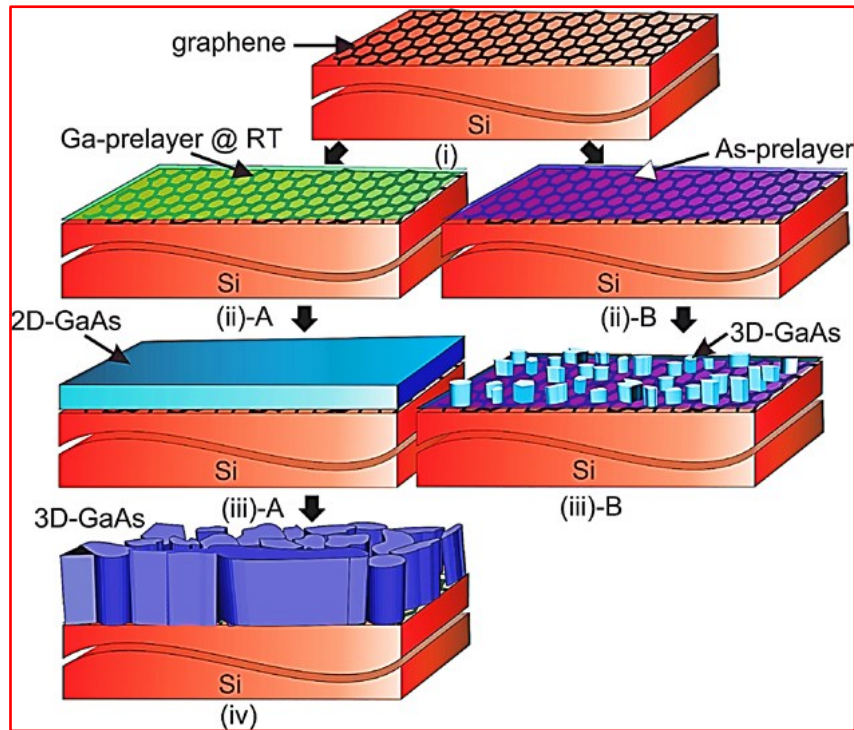 graphene
Si
(i)
Ga-prelayer @ RT
As-prelayer
Si
Si
(ii)-A
(ii)-B
2D-GaAs
3D-GaAs
Si
Si
(iii)-A
(iii)-B
3D-GaAs
Si
(iv)